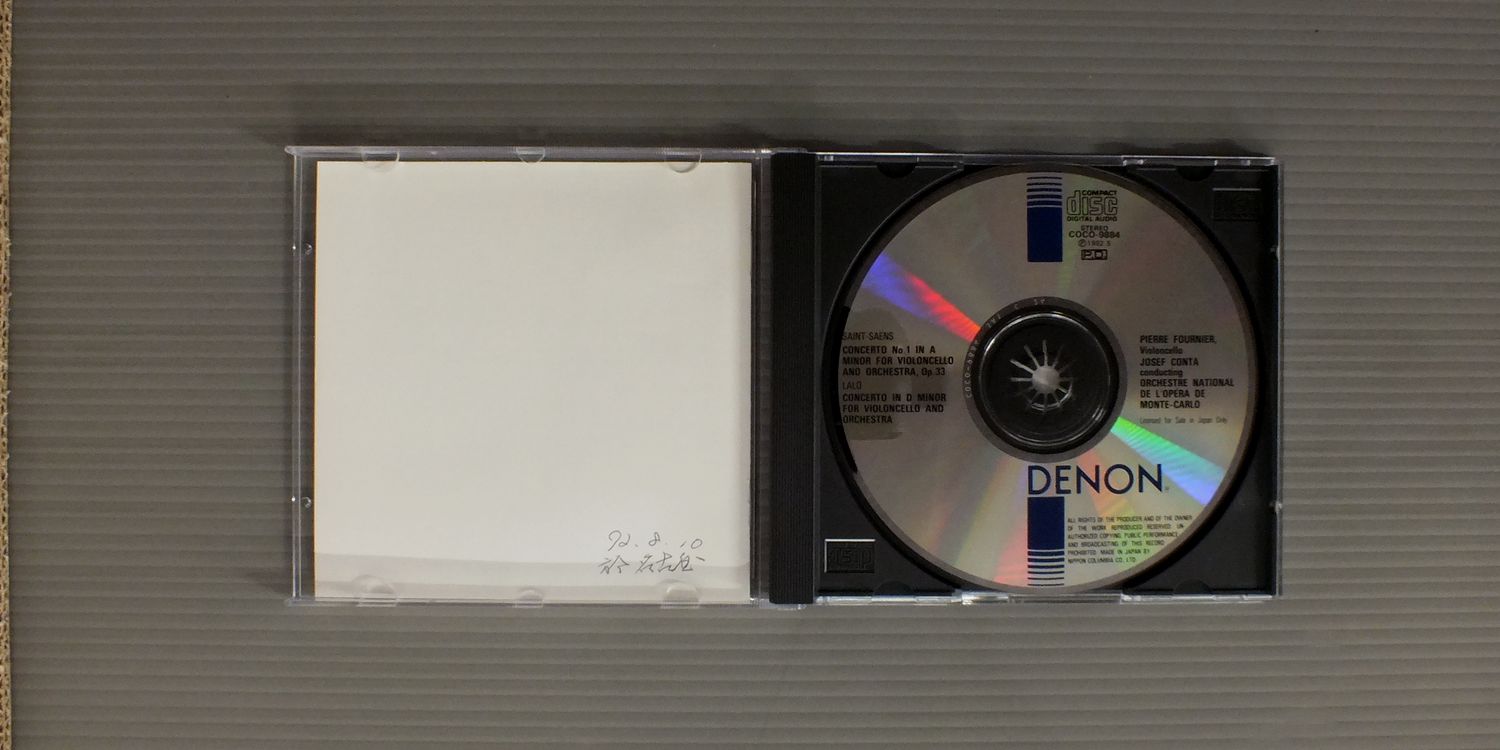 92.8.10
COMPACT
disc
DIGITAL AUDIO
STEREO
COCO-9884
Ⓟ1992 5
P.D.
SAINT-SAENS
CONCERTO No 1 IN A
MINOR FOR VIOLONCELLO
AND ORCHESTRA, Op.33
LALO
CONCERTO IN D MINOR
FOR VIOLONCELLO AND
ORCHESTRA
PIERRE FOURNIER,
Violoncello
JOSEF CONTA
conducting
ORCHESTRE NATIONAL
DE L'OPERA DE
MONTE-CARLO
Licensed for Sale in Japan Only
DENON
ALL RIGHTS OF THE PRODUCER AND OF THE OWNER
OF THE WORK REPRODUCED RESERVED. UN-
AUTHORIZED COPYING, PUBLIC PERFORMANCE
AND BROADCASTING OF THIS RECORD
PROHIBITED. MADE IN JAPAN BY
NIPPON COLUMBIA CO., LTD.